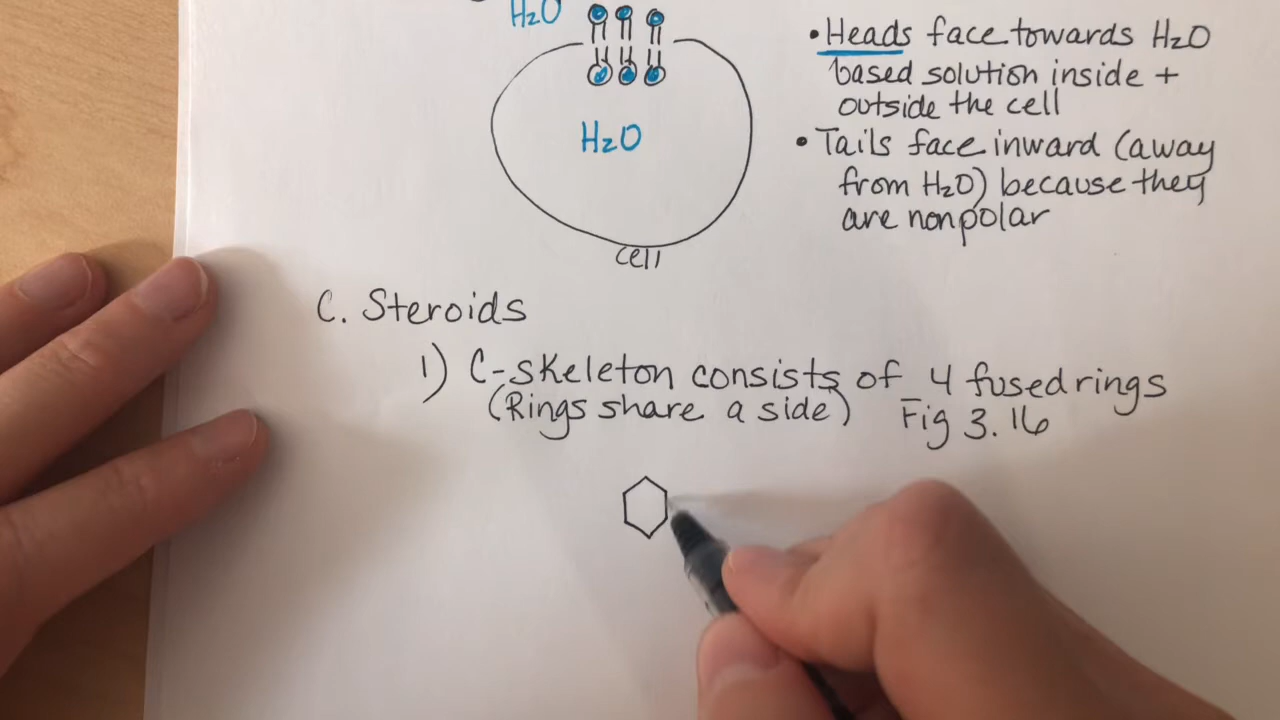 H2O
• Heads face towards H2O
based solution inside +
outside the cell
H2O
• Tails face inward (away
from H2O) because they
are nonpolar
cell
C. Steroids
1) C-skeleton consists of 4 fused rings
(Rings share a side) Fig 3.16